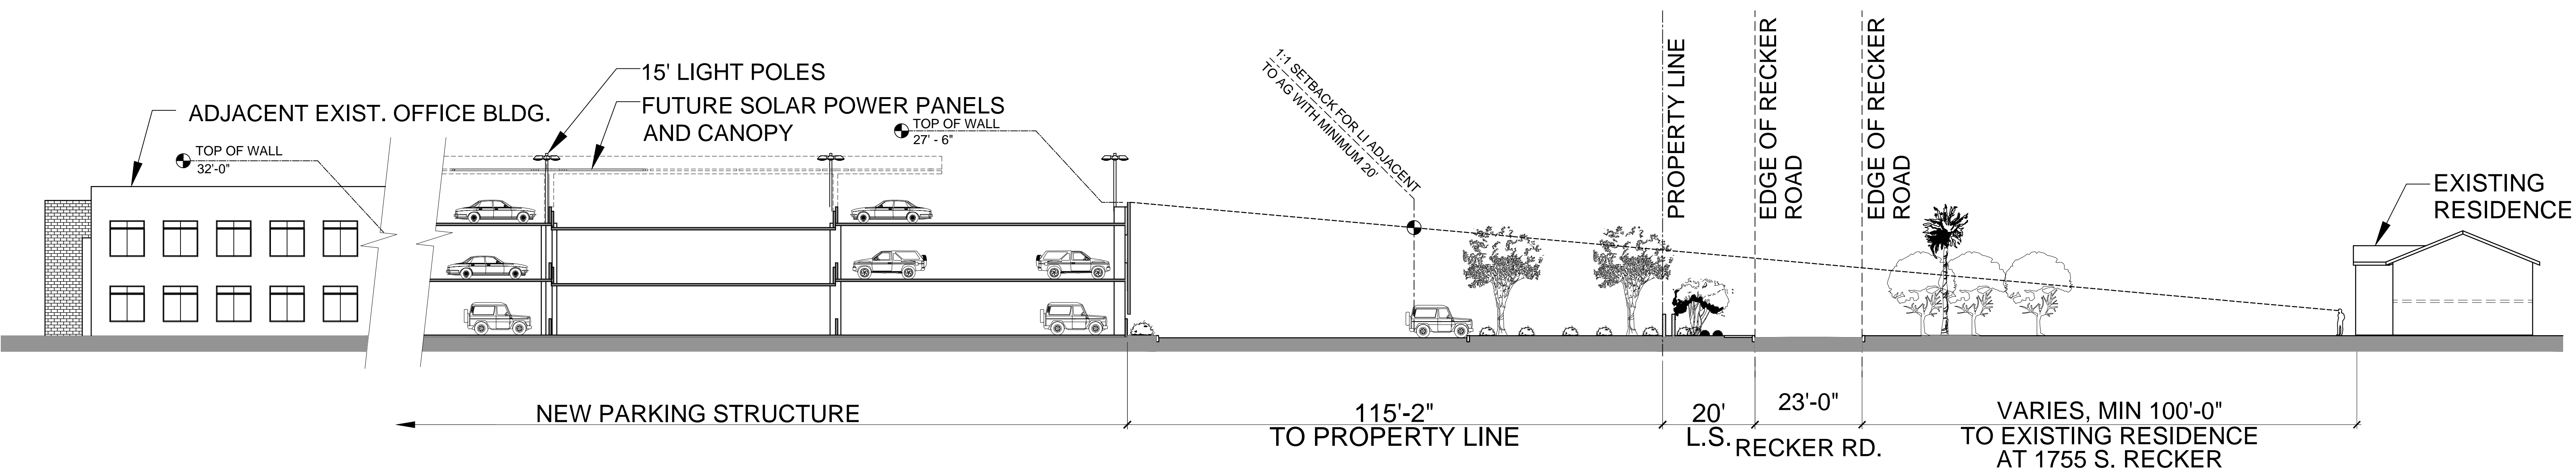 ADJACENT EXIST. OFFICE BLDG.
TOP OF WALL
32'-0"
15' LIGHT POLES
FUTURE SOLAR POWER PANELS
AND CANOPY
TOP OF WALL
27' - 6"
1:1 SETBACK FOR LI ADJACENT
TO AG WITH MINIMUM 20'
PROPERTY LINE
EDGE OF RECKER
ROAD
EDGE OF RECKER
ROAD
EXISTING
RESIDENCE
NEW PARKING STRUCTURE
115'-2"
TO PROPERTY LINE
20'
L.S.
23'-0"
RECKER RD.
VARIES, MIN 100'-0"
TO EXISTING RESIDENCE
AT 1755 S. RECKER